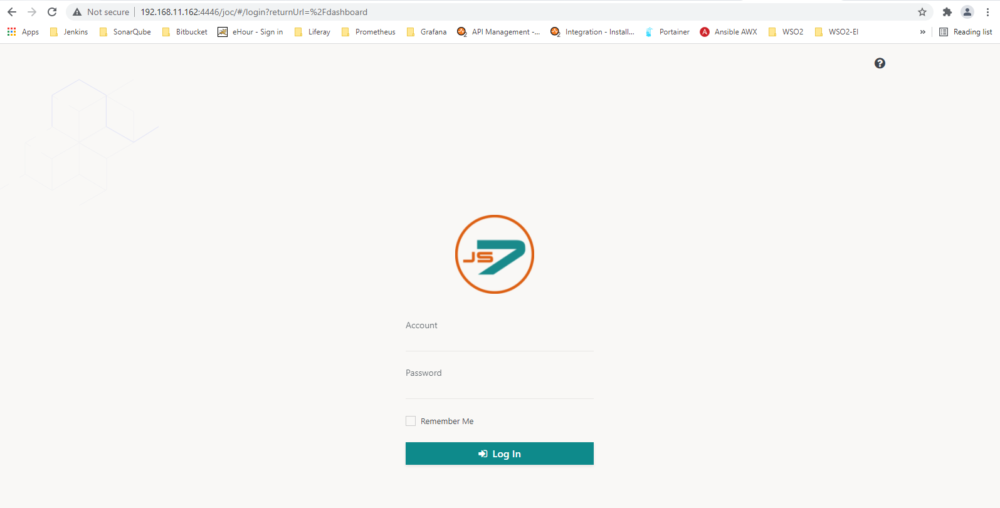 Not secure 192.168.11.162:4446/joc/#/login?returnUrl=%2Fdashboard
Apps Jenkins SonarQube Bitbucket eHour - Sign in Liferay Prometheus Grafana API Management -... Integration - Install... Portainer Ansible AWX WSO2 WSO2-EI » Reading list
?
JS7
Account
Password
Remember Me
Log In